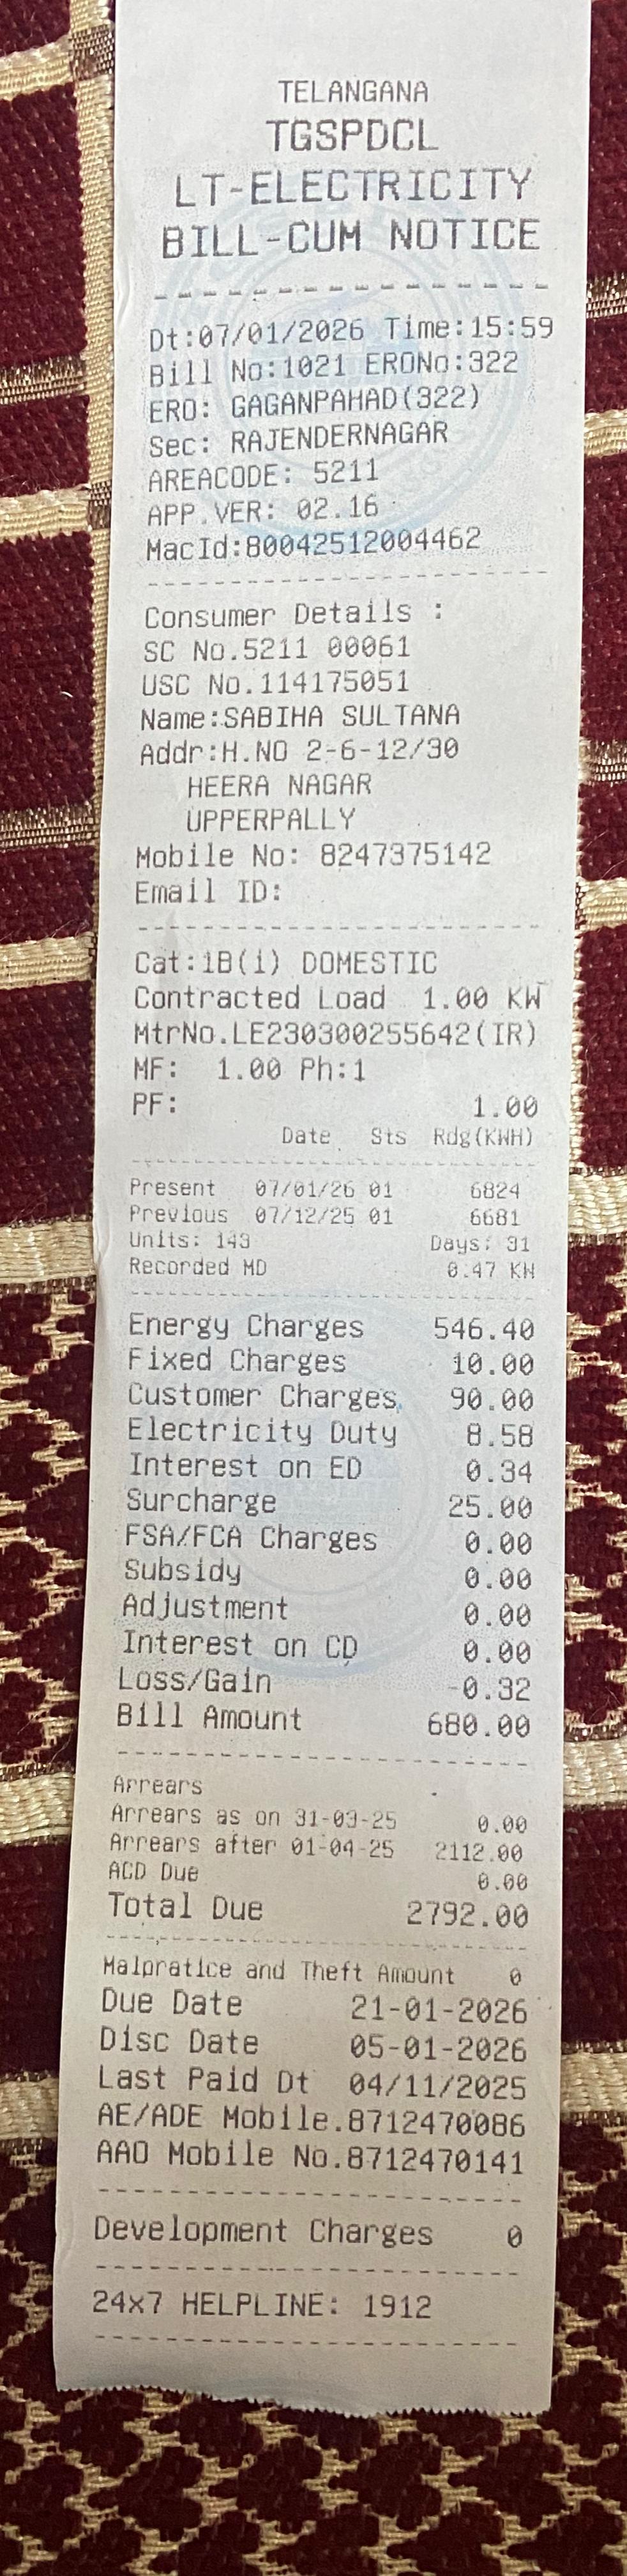 TELANGANA
TGSPDCL
LT-ELECTRICITY
BILL-CUM NOTICE
Dt:07/01/2026 Time:15:59
Bill No:1021 ERONo:322
ERO: GAGANPAHAD(322)
Sec: RAJENDERNAGAR
AREACODE: 5211
APP.VER: 02.16
MacId:80042512004462
Consumer Details :
SC No.5211 00061
USC No.114175051
Name:SABIHA SULTANA
Addr:H.NO 2-6-12/30
HEERA NAGAR
UPPERPALLY
Mobile No: 8247375142
Email ID:
Cat:1B(i) DOMESTIC
Contracted Load 1.00 KW
MtrNo.LE230300255642(IR)
MF: 1.00 Ph:1
PF: 1.00
Date Sts Rdg(KWH)
Present 07/01/26 01 6824
Previous 07/12/25 01 6681
Units: 143 Days: 31
Recorded MD 0.47 KW
Energy Charges 546.40
Fixed Charges 10.00
Customer Charges 90.00
Electricity Duty 8.58
Interest on ED 0.34
Surcharge 25.00
FSA/FCA Charges 0.00
Subsidy 0.00
Adjustment 0.00
Interest on CD 0.00
Loss/Gain -0.32
Bill Amount 680.00
Arrears
Arrears as on 31-03-25 0.00
Arrears after 01-04-25 2112.00
ACD Due 0.00
Total Due 2792.00
Malpratice and Theft Amount 0
Due Date 21-01-2026
Disc Date 05-01-2026
Last Paid Dt 04/11/2025
AE/ADE Mobile.8712470086
AAO Mobile No.8712470141
Development Charges 0
24x7 HELPLINE: 1912